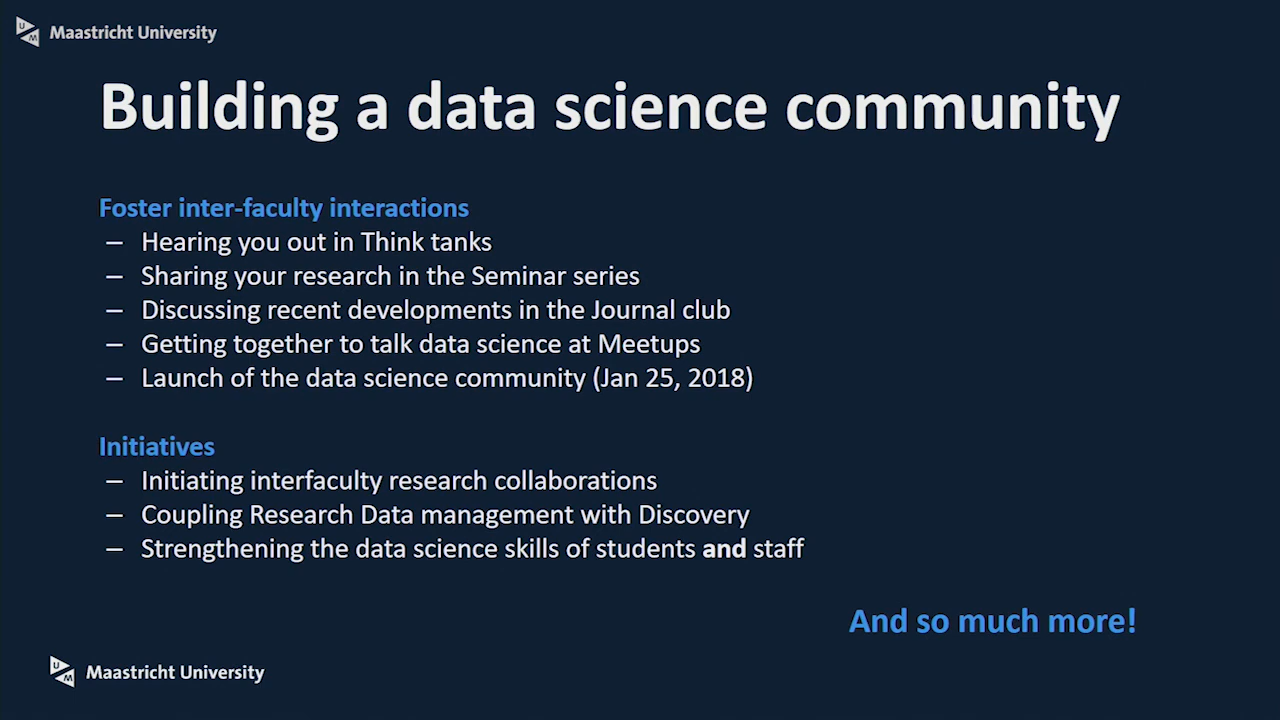 U M Maastricht University
Building a data science community
Foster inter-faculty interactions
– Hearing you out in Think tanks
– Sharing your research in the Seminar series
– Discussing recent developments in the Journal club
– Getting together to talk data science at Meetups
– Launch of the data science community (Jan 25, 2018)
Initiatives
– Initiating interfaculty research collaborations
– Coupling Research Data management with Discovery
– Strengthening the data science skills of students and staff
And so much more!
U M Maastricht University